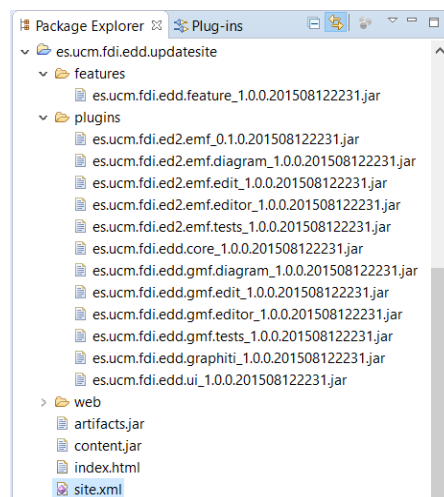 Package Explorer Plug-ins
es.ucm.fdi.edd.updatesite
features
es.ucm.fdi.edd.feature_1.0.0.201508122231.jar
plugins
es.ucm.fdi.ed2.emf_0.1.0.201508122231.jar
es.ucm.fdi.ed2.emf.diagram_1.0.0.201508122231.jar
es.ucm.fdi.ed2.emf.edit_1.0.0.201508122231.jar
es.ucm.fdi.ed2.emf.editor_1.0.0.201508122231.jar
es.ucm.fdi.ed2.emf.tests_1.0.0.201508122231.jar
es.ucm.fdi.edd.core_1.0.0.201508122231.jar
es.ucm.fdi.edd.gmf.diagram_1.0.0.201508122231.jar
es.ucm.fdi.edd.gmf.edit_1.0.0.201508122231.jar
es.ucm.fdi.edd.gmf.editor_1.0.0.201508122231.jar
es.ucm.fdi.edd.gmf.tests_1.0.0.201508122231.jar
es.ucm.fdi.edd.graphiti_1.0.0.201508122231.jar
es.ucm.fdi.edd.ui_1.0.0.201508122231.jar
web
artifacts.jar
content.jar
index.html
site.xml